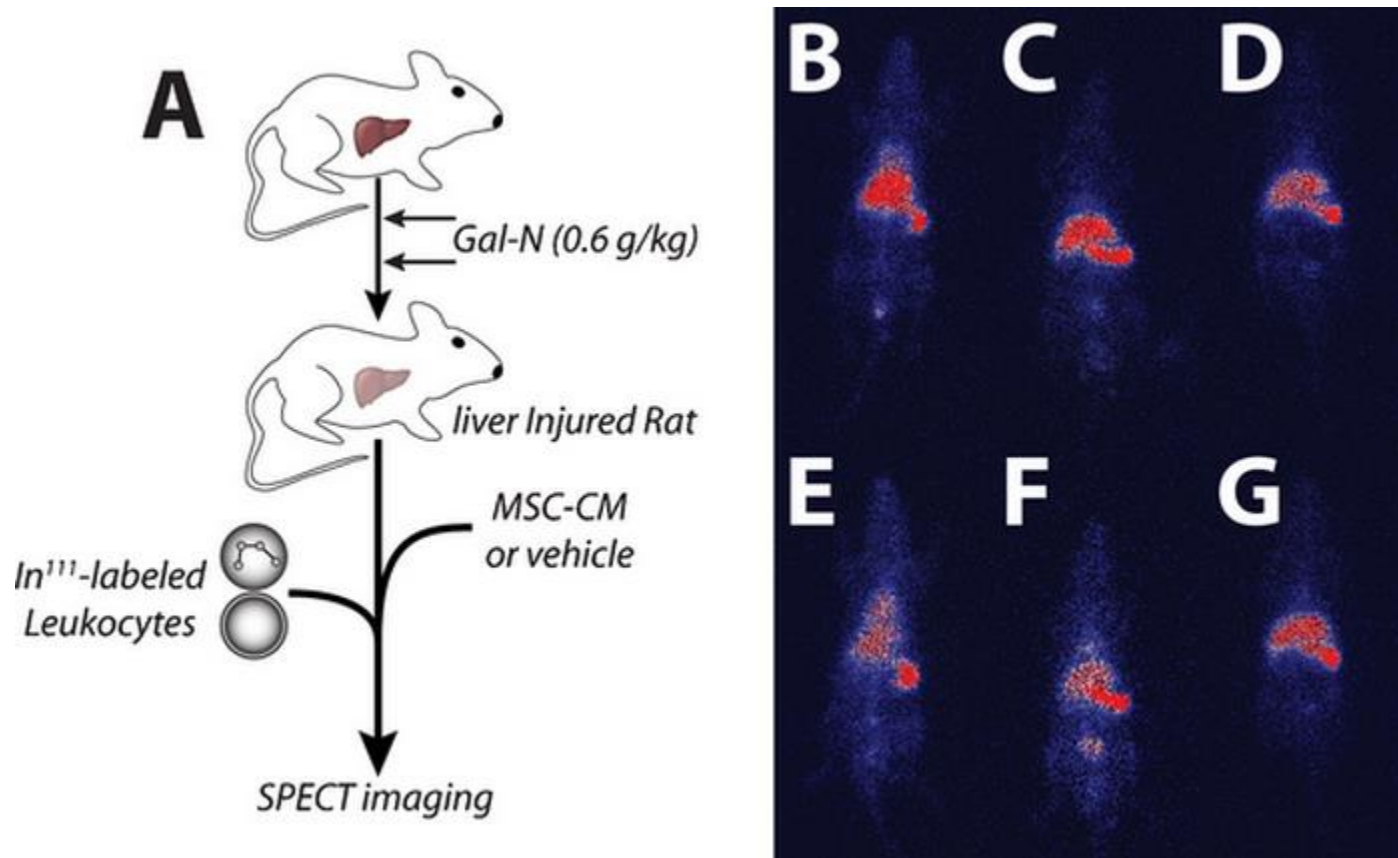 A
Gal-N (0.6 g/kg)
liver Injured Rat
MSC-CM
or vehicle
In¹¹¹-labeled
Leukocytes
SPECT imaging
B C D
E F G